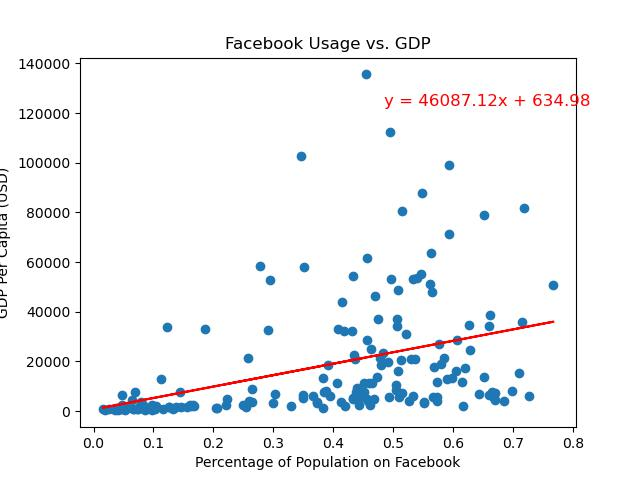 Facebook Usage vs. GDP
y = 46087.12x + 634.98
GDP Per Capita (USD)
140000
120000
100000
80000
60000
40000
20000
0
0.0 0.1 0.2 0.3 0.4 0.5 0.6 0.7 0.8
Percentage of Population on Facebook